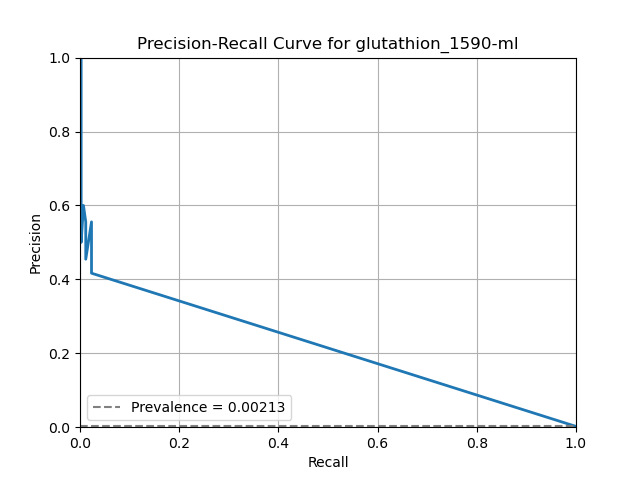 Precision-Recall Curve for glutathion_1590-ml
1.0
0.8
0.6
0.4
0.2
0.0
Precision
Prevalence = 0.00213
0.0 0.2 0.4 0.6 0.8 1.0
Recall